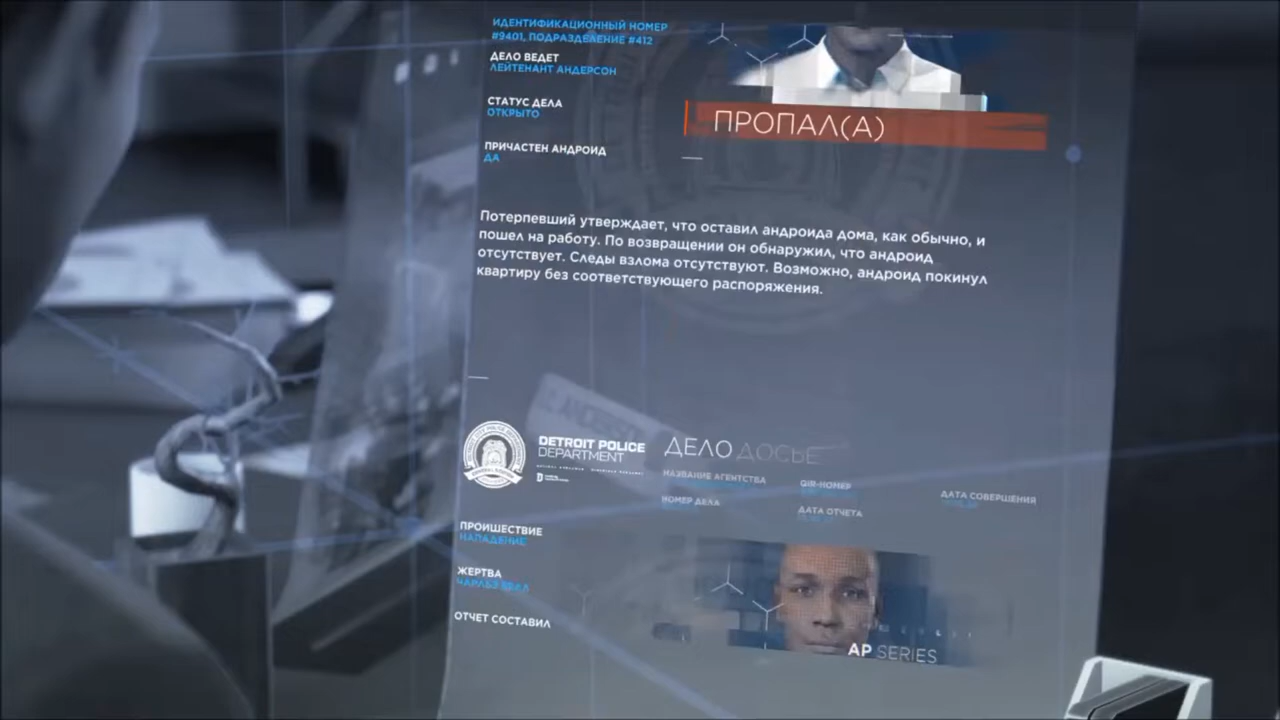 ИДЕНТИФИКАЦИОННЫЙ НОМЕР
#9401, ПОДРАЗДЕЛЕНИЕ #412
ДЕЛО ВЕДЕТ
ЛЕЙТЕНАНТ АНДЕРСОН
СТАТУС ДЕЛА
ОТКРЫТО
ПРОПАЛ(А)
ПРИЧАСТЕН АНДРОИД
ДА
Потерпевший утверждает, что оставил андроида дома, как обычно, и
пошел на работу. По возвращении он обнаружил, что андроид
отсутствует. Следы взлома отсутствуют. Возможно, андроид покинул
квартиру без соответствующего распоряжения.
DETROIT POLICE
DEPARTMENT
ДЕЛО ДОСЬЕ
НАЗВАНИЕ АГЕНТСТВА
GIR-НОМЕР
ДАТА СОВЕРШЕНИЯ
НОМЕР ДЕЛА
ДАТА ОТЧЕТА
ПРОИШЕСТВИЕ
НАПАДЕНИЕ
ЖЕРТВА
ОТЧЕТ СОСТАВИЛ
AP SERIES